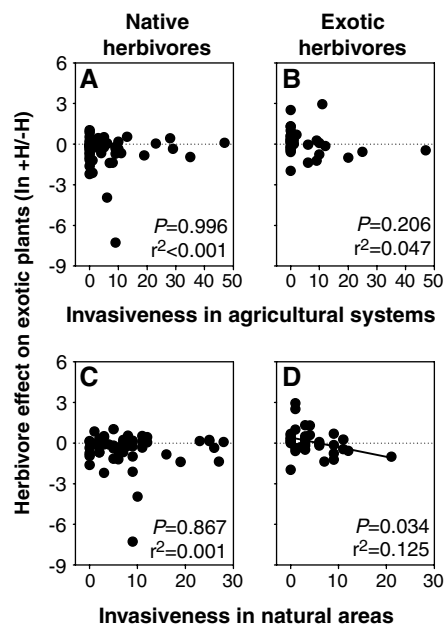 Native herbivores
Exotic herbivores
Herbivore effect on exotic plants (ln +H/-H)
A
6
3
0
-3
-6
-9
P=0.996
r²<0.001
0 10 20 30 40 50
B
P=0.206
r²=0.047
0 10 20 30 40 50
Invasiveness in agricultural systems
C
6
3
0
-3
-6
-9
P=0.867
r²=0.001
0 10 20 30
D
P=0.034
r²=0.125
0 10 20 30
Invasiveness in natural areas